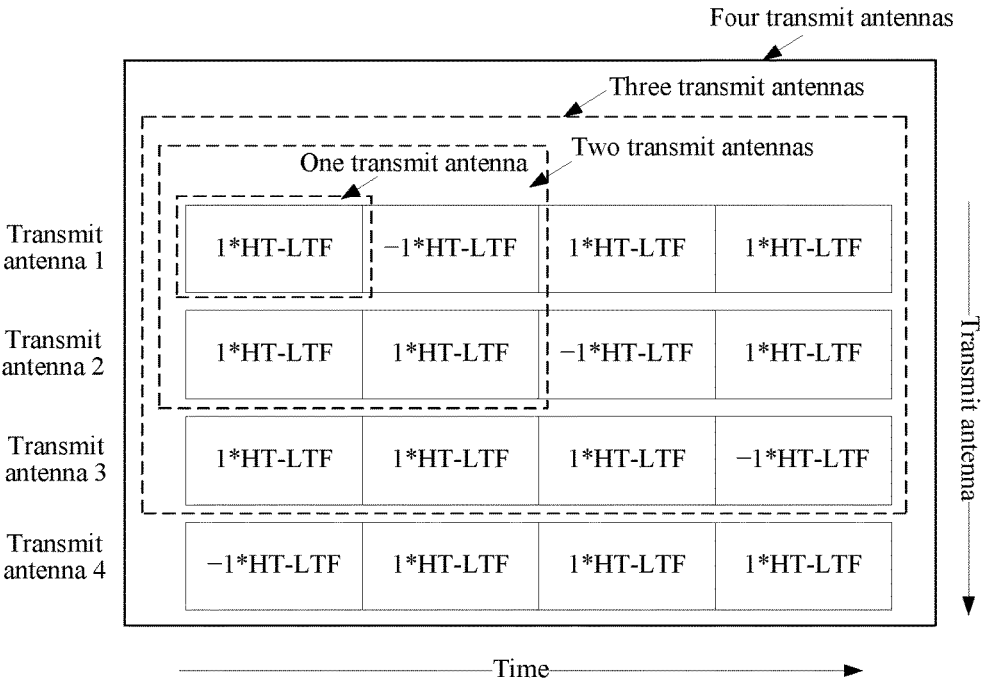 Four transmit antennas
Three transmit antennas
Two transmit antennas
One transmit antenna
Transmit
antenna 1
1*HT-LTF
−1*HT-LTF
1*HT-LTF
1*HT-LTF
Transmit
antenna 2
1*HT-LTF
1*HT-LTF
−1*HT-LTF
1*HT-LTF
Transmit
antenna 3
1*HT-LTF
1*HT-LTF
1*HT-LTF
−1*HT-LTF
Transmit
antenna 4
−1*HT-LTF
1*HT-LTF
1*HT-LTF
1*HT-LTF
Transmit antenna
Time